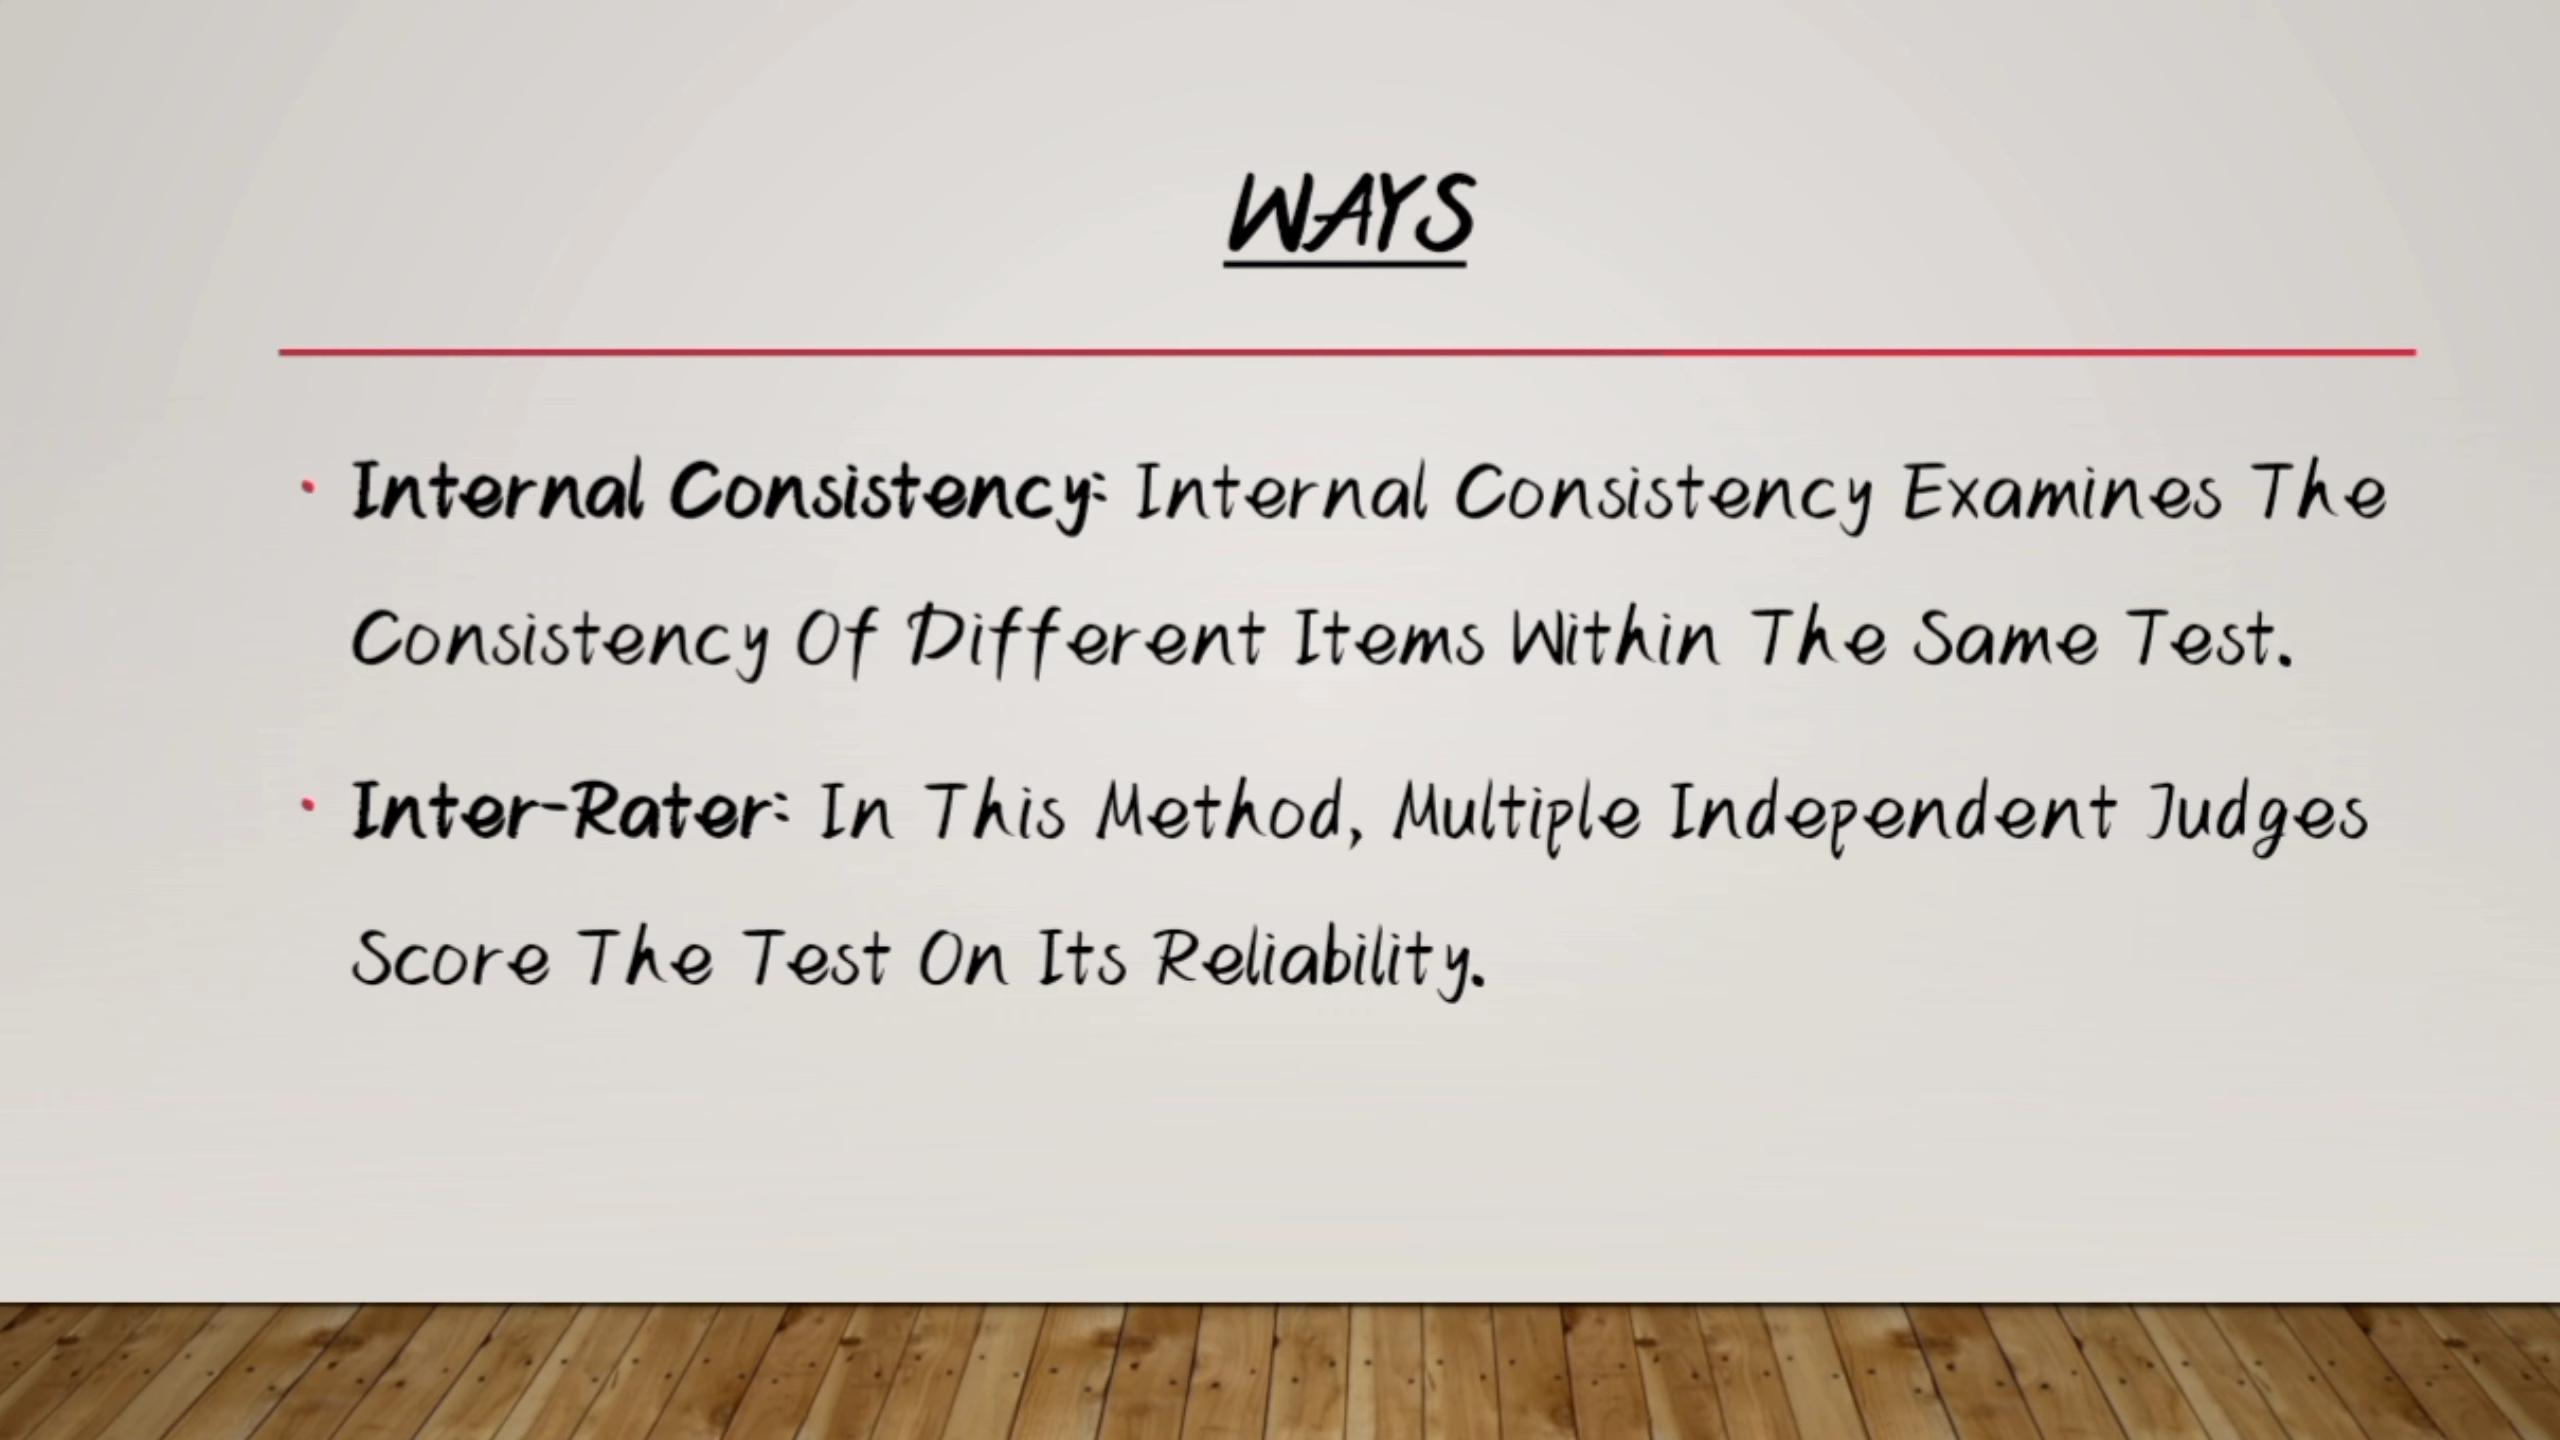 WAYS
• Internal Consistency: Internal Consistency Examines The
Consistency Of Different Items Within The Same Test.
• Inter-Rater: In This Method, Multiple Independent Judges
Score The Test On Its Reliability.